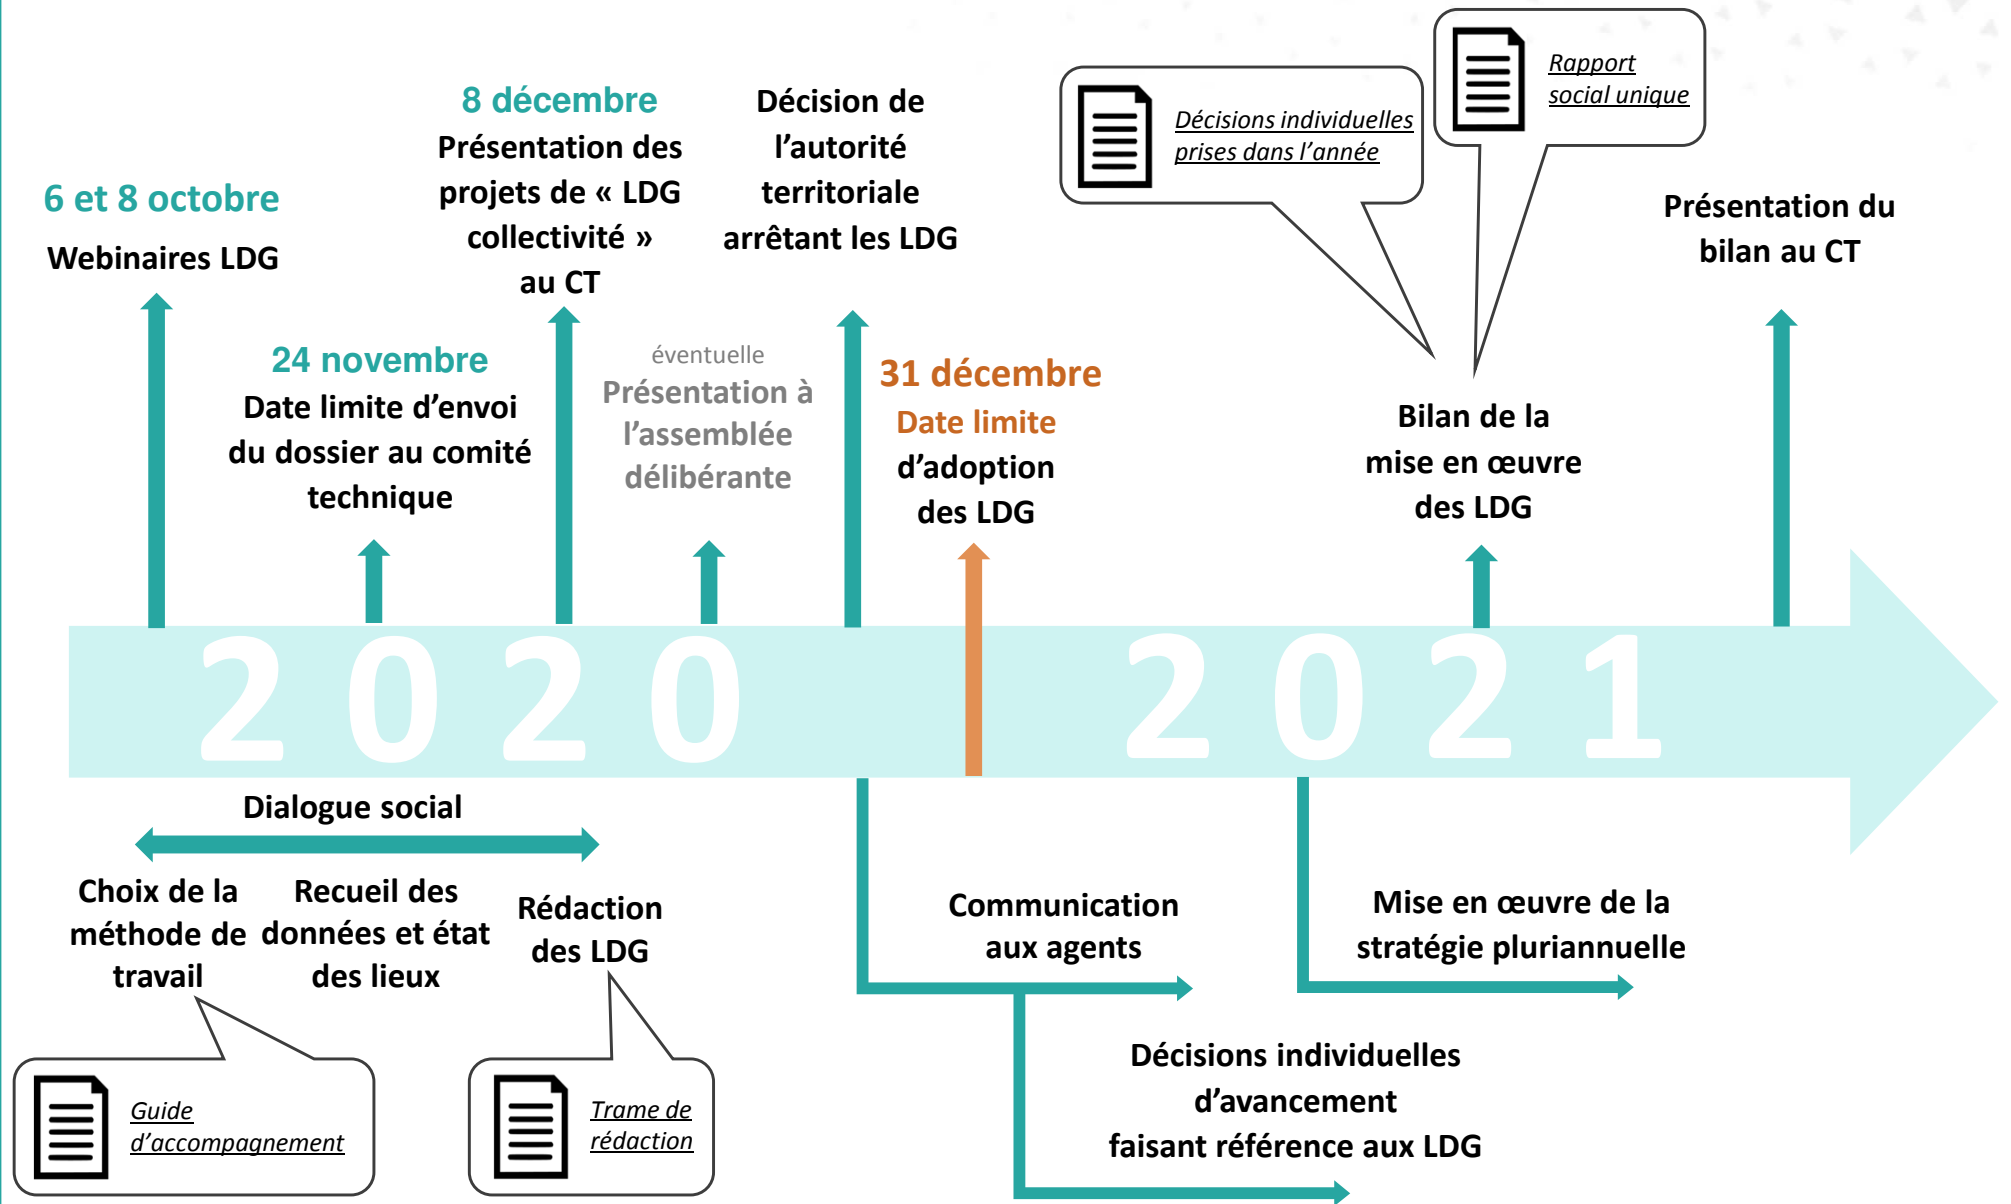 6 et 8 octobre
Webinaires LDG
24 novembre
Date limite d'envoi
du dossier au comité
technique
8 décembre
Présentation des
projets de « LDG
collectivité »
au CT
éventuelle
Présentation à
l'assemblée
délibérante
Décision de
l'autorité
territoriale
arrêtant les LDG
31 décembre
Date limite
d'adoption
des LDG
Décisions individuelles
prises dans l'année
Rapport
social unique
Bilan de la
mise en œuvre
des LDG
Présentation du
bilan au CT
2020
2021
Dialogue social
Choix de la
méthode de
travail
Recueil des
données et état
des lieux
Rédaction
des LDG
Guide
d'accompagnement
Trame de
rédaction
Communication
aux agents
Décisions individuelles
d'avancement
faisant référence aux LDG
Mise en œuvre de la
stratégie pluriannuelle